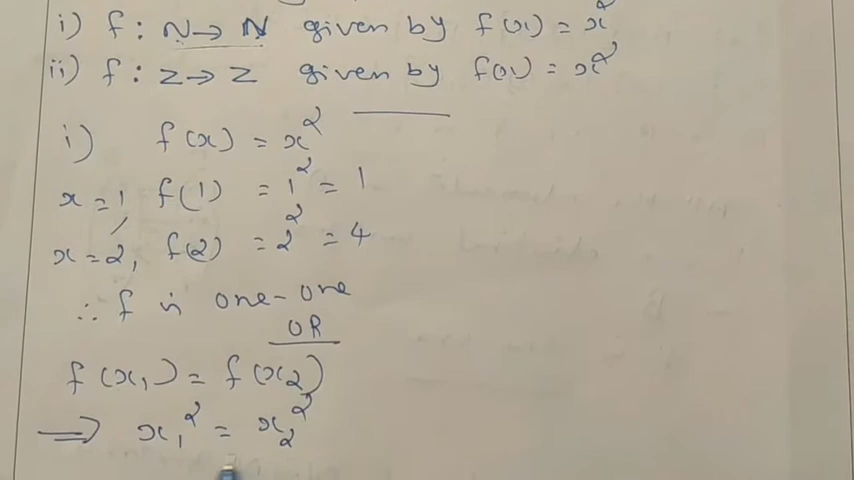 i) f : N → N given by f(x) = x²
ii) f : Z → Z given by f(x) = x²
i) f(x) = x²
x = 1, f(1) = 1² = 1
x = 2, f(2) = 2² = 4
∴ f is one-one
OR
f(x₁) = f(x₂)
⟹ x₁² = x₂²